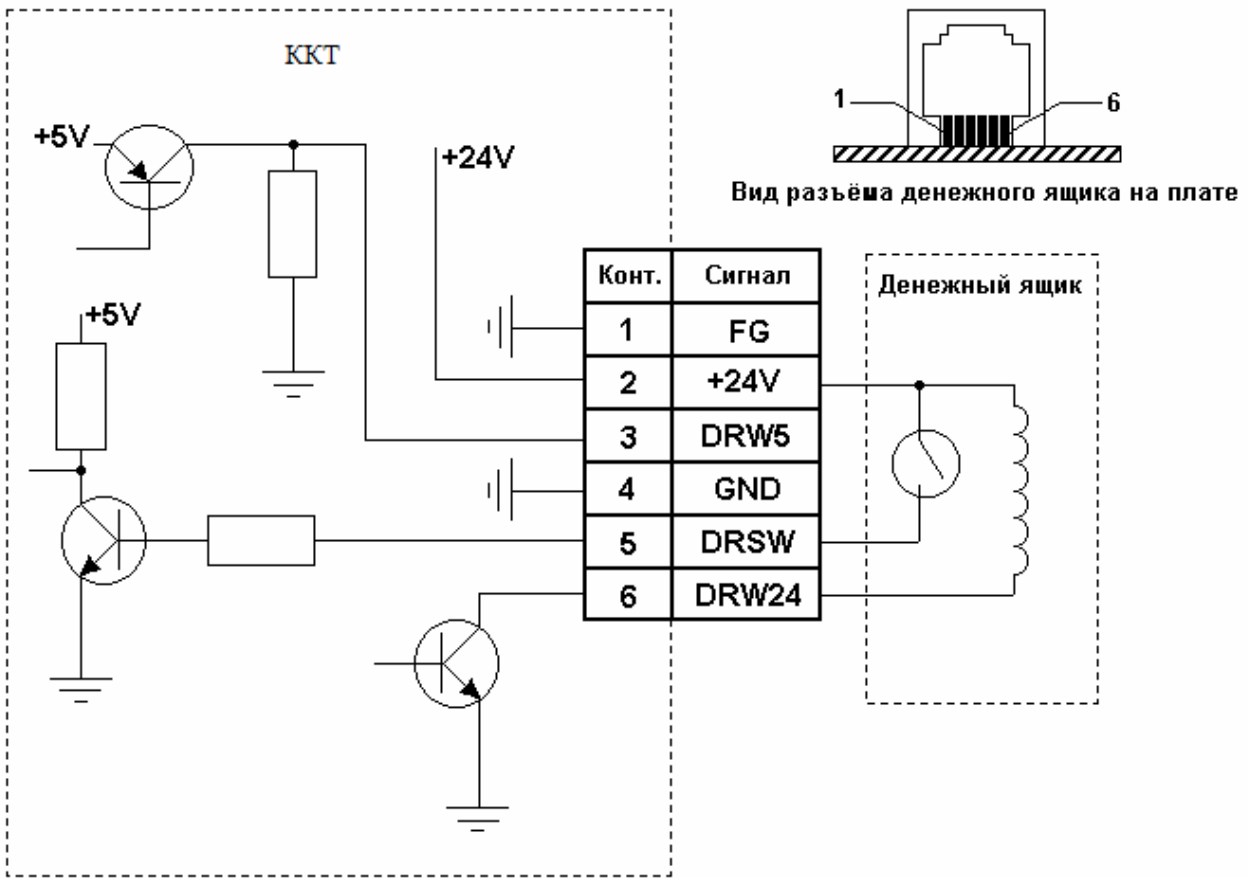 ККТ
+5V
+24V
+5V
1
6
Вид разъёма денежного ящика на плате
Конт. Сигнал
1 FG
2 +24V
3 DRW5
4 GND
5 DRSW
6 DRW24
Денежный ящик